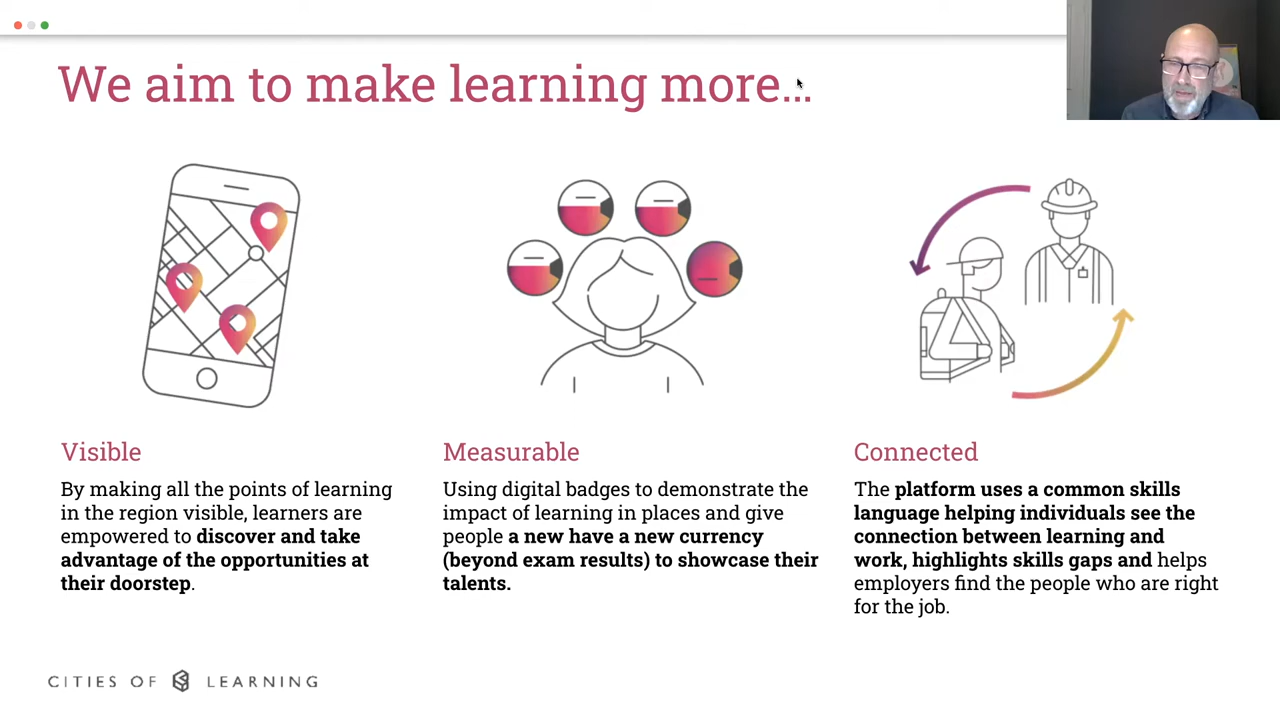 We aim to make learning more...
Visible
By making all the points of learning
in the region visible, learners are
empowered to discover and take
advantage of the opportunities at
their doorstep.
Measurable
Using digital badges to demonstrate the
impact of learning in places and give
people a new have a new currency
(beyond exam results) to showcase their
talents.
Connected
The platform uses a common skills
language helping individuals see the
connection between learning and
work, highlights skills gaps and helps
employers find the people who are right
for the job.
CITIES OF LEARNING